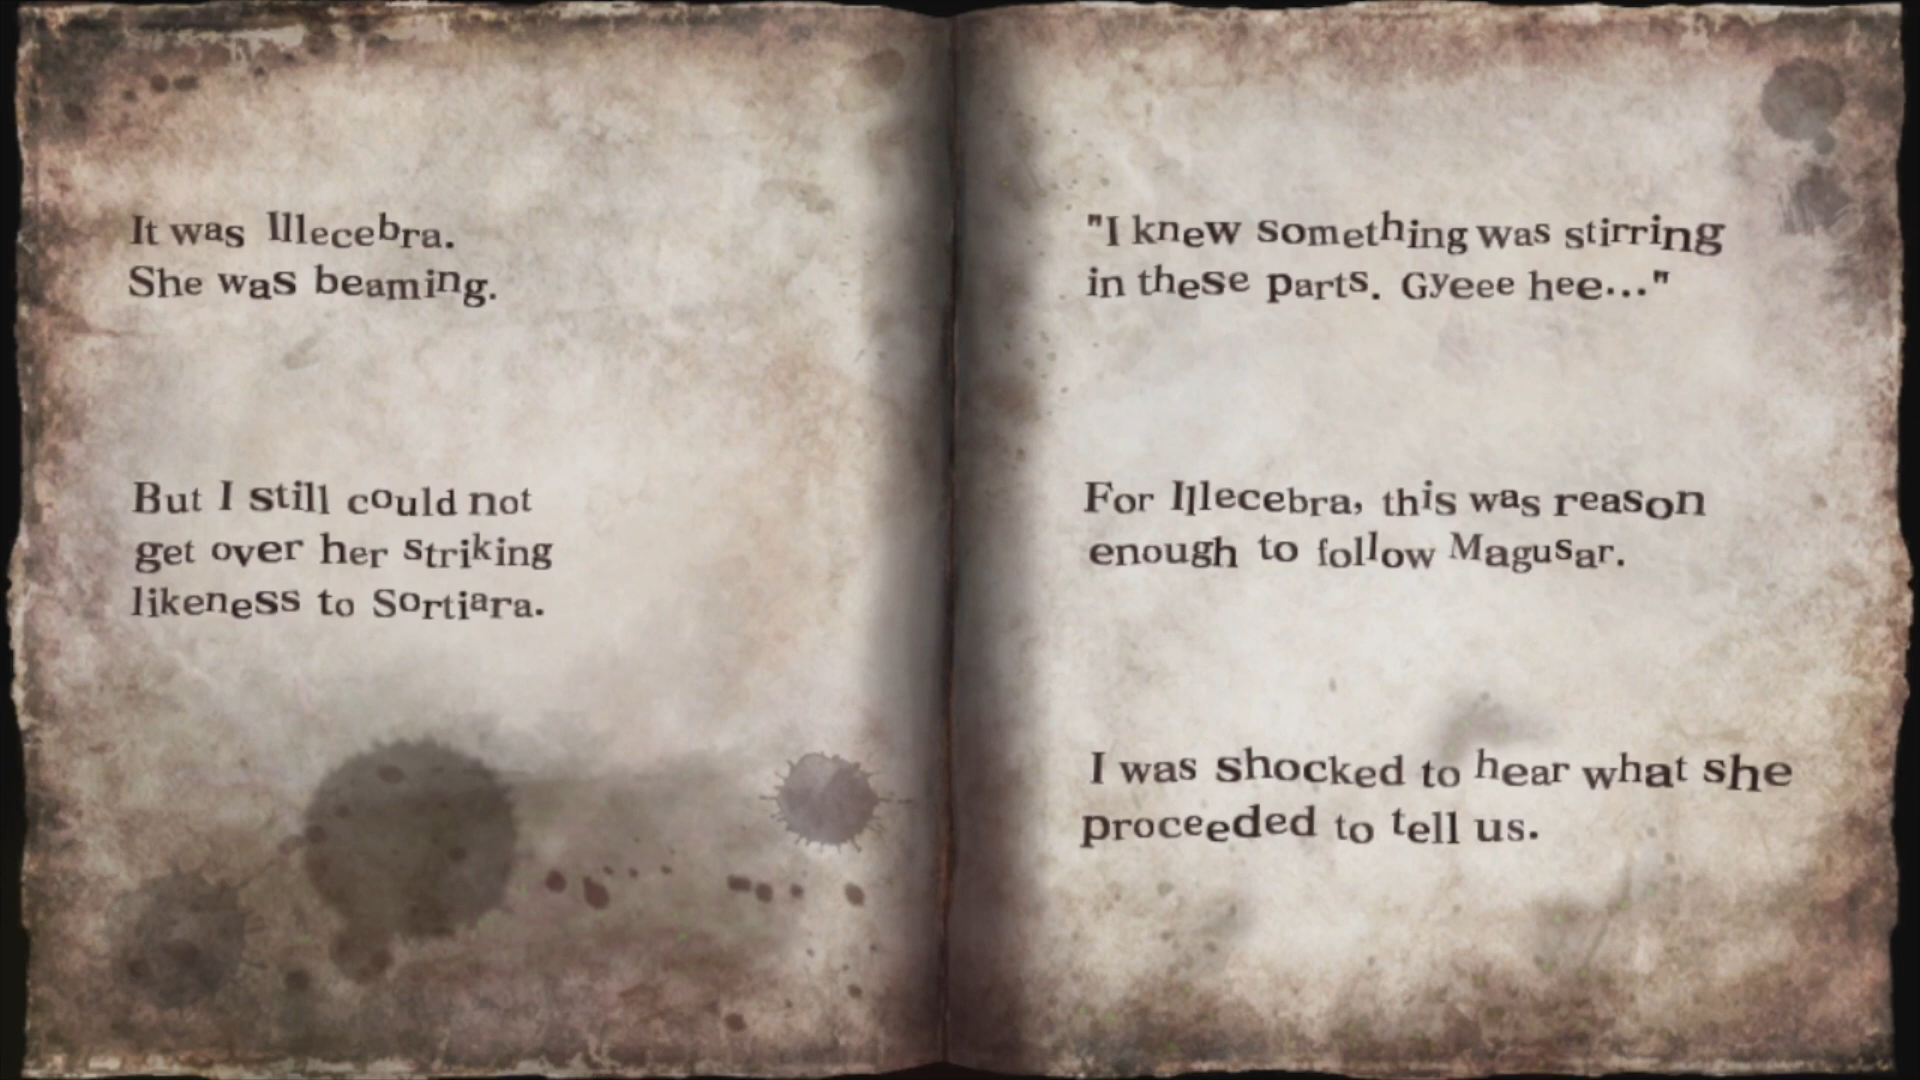 It was Illecebra.
She was beaming.
But I still could not
get over her striking
likeness to Sortiara.
"I knew something was stirring
in these parts. Gyeee hee..."
For Illecebra, this was reason
enough to follow Magusar.
I was shocked to hear what she
proceeded to tell us.